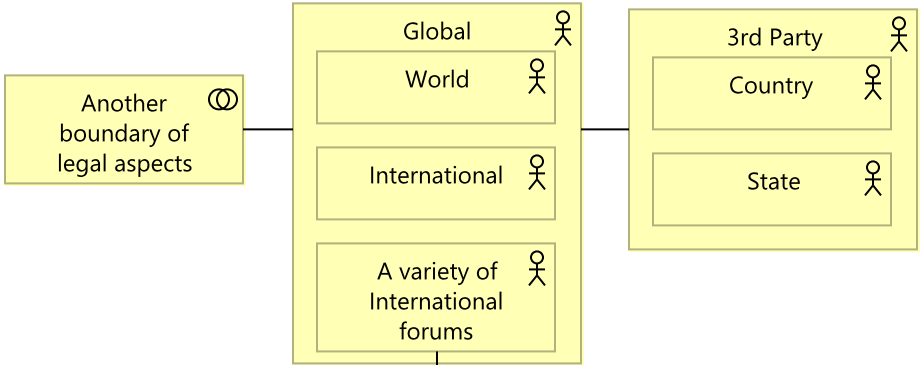 Another
boundary of
legal aspects
Global
World
International
A variety of
International
forums
3rd Party
Country
State